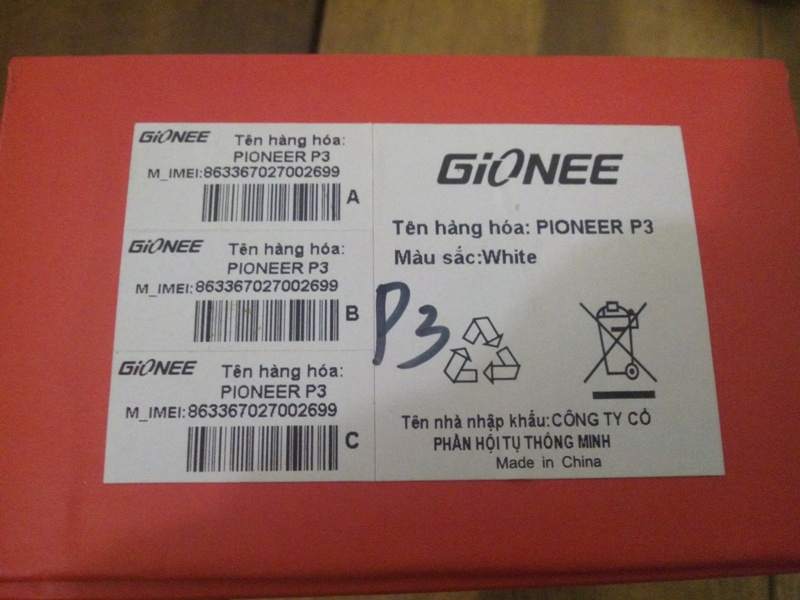 GIONEE Tên hàng hóa:
PIONEER P3
M_IMEI:863367027002699
A
GIONEE Tên hàng hóa:
PIONEER P3
M_IMEI:863367027002699
B
GIONEE Tên hàng hóa:
PIONEER P3
M_IMEI:863367027002699
C
GIONEE
Tên hàng hóa: PIONEER P3
Màu sắc:White
P3
Tên nhà nhập khẩu:CÔNG TY CỔ
PHẦN HỘI TỤ THÔNG MINH
Made in China